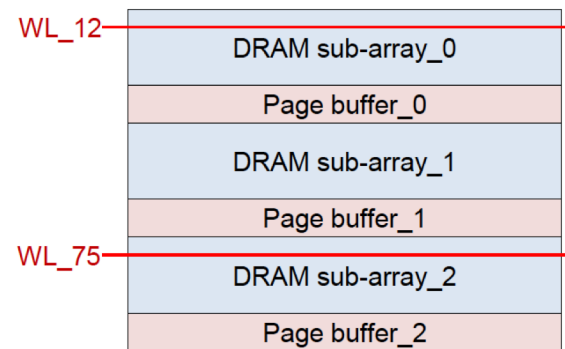 WL_12
DRAM sub-array_0
Page buffer_0
DRAM sub-array_1
Page buffer_1
WL_75
DRAM sub-array_2
Page buffer_2